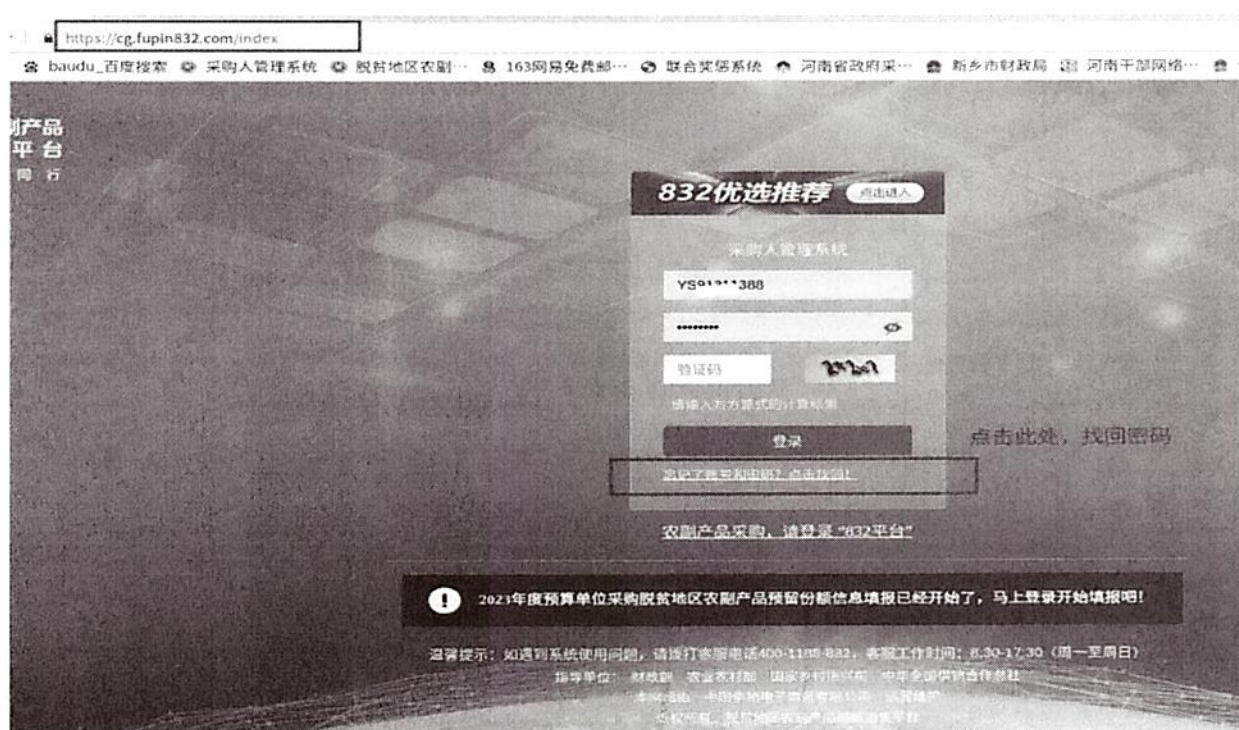 https://cg.fupin832.com/index
baudu_百度搜索 采购人管理系统 脱贫地区农副… 163网易免费邮… 联合奖惩系统 河南省政府采… 新乡市财政局 河南干部网络…
副产品
平 台
同 行
832优选推荐 点击进入
采购人管理系统
••••••••
验证码
请输入右方算式的计算结果
登录
点击此处，找回密码
忘记了账号和密码？点击找回！
农副产品采购，请登录“832平台”
2023年度预算单位采购脱贫地区农副产品预留份额信息填报已经开始了，马上登录开始填报吧！
温馨提示：如遇到系统使用问题，请拨打客服电话400-1188-832，客服工作时间：8:30-17:30（周一至周日）
指导单位： 财政部 农业农村部 国家乡村振兴局 中华全国供销合作总社